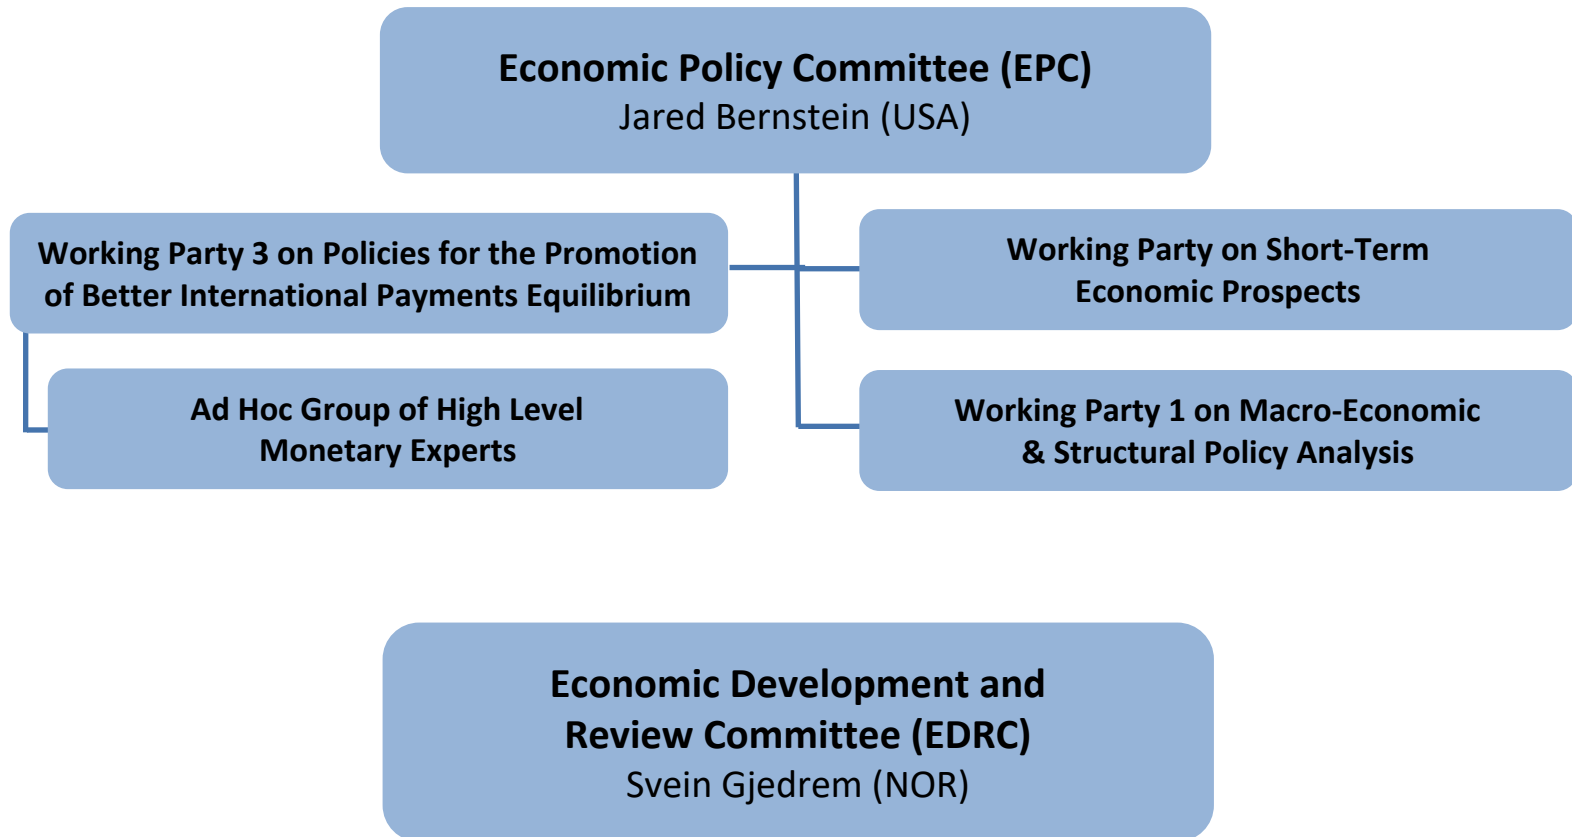 Economic Policy Committee (EPC)
Jared Bernstein (USA)
Working Party 3 on Policies for the Promotion
of Better International Payments Equilibrium
Working Party on Short-Term
Economic Prospects
Ad Hoc Group of High Level
Monetary Experts
Working Party 1 on Macro-Economic
& Structural Policy Analysis
Economic Development and
Review Committee (EDRC)
Svein Gjedrem (NOR)